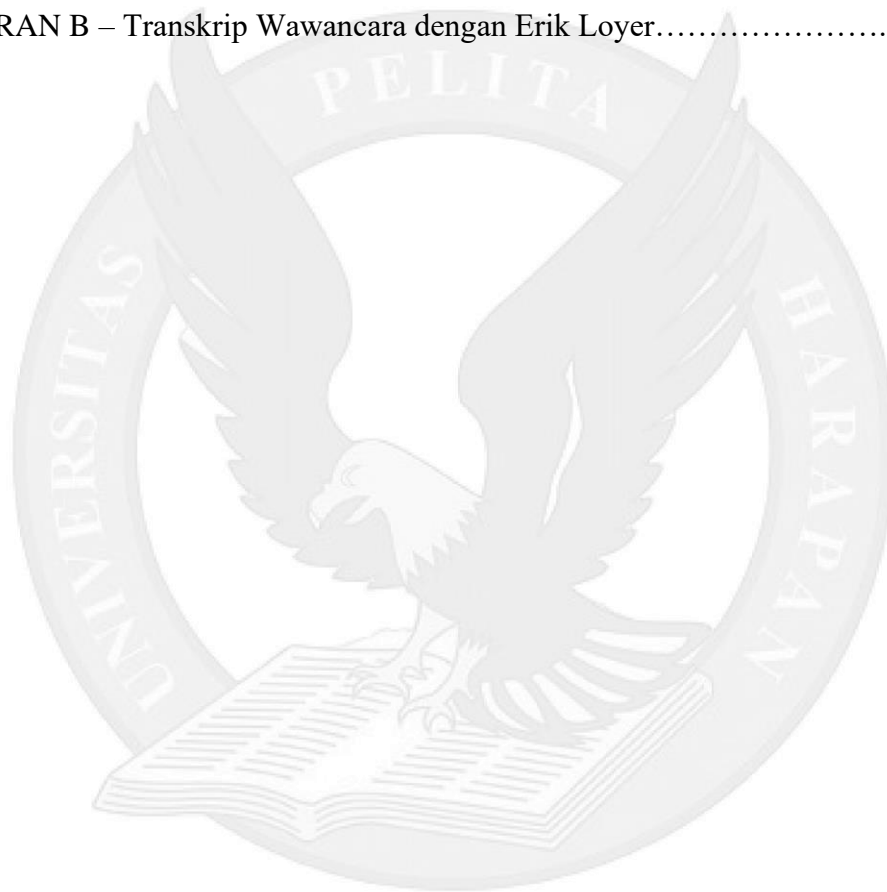 RAN B – Transkrip Wawancara dengan Erik Loyer…………………….
UNIVERSITAS PELITA HARAPAN